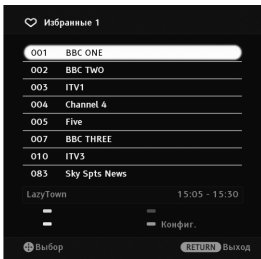 Избранные 1
001 BBC ONE
002 BBC TWO
003 ITV1
004 Channel 4
005 Five
007 BBC THREE
010 ITV3
083 Sky Spts News
LazyTown 15:05 - 15:30
Конфиг.
Выбор RETURN Выход